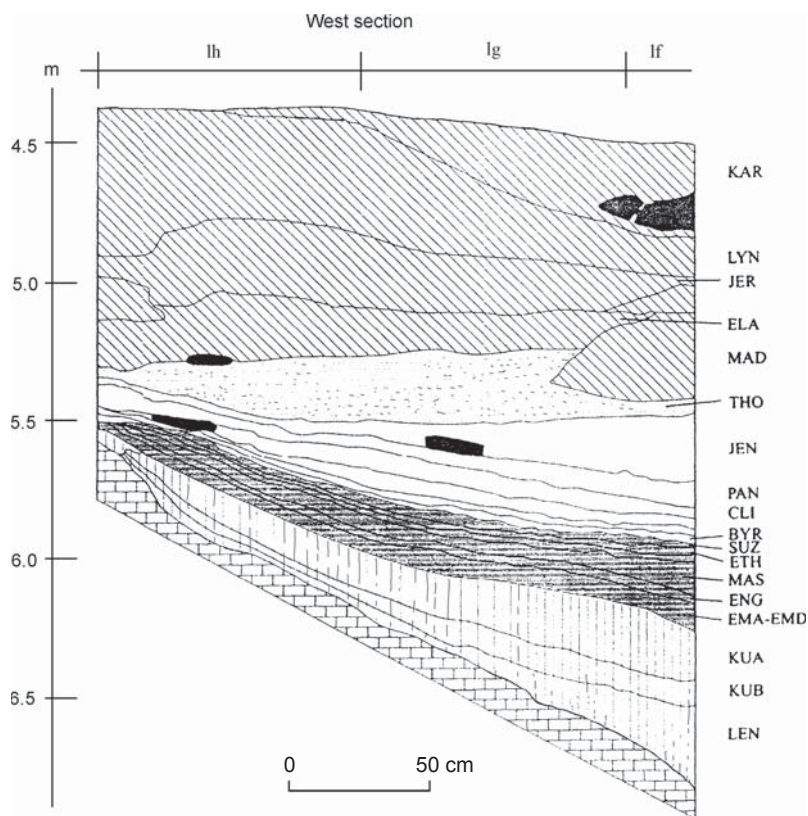 West section
lh lg lf
m
4.5
KAR
LYN
5.0
JER
ELA
MAD
THO
5.5
JEN
PAN
CLI
BYR
SUZ
6.0
ETH
MAS
ENG
EMA-EMD
KUA
6.5
KUB
LEN
0 50 cm